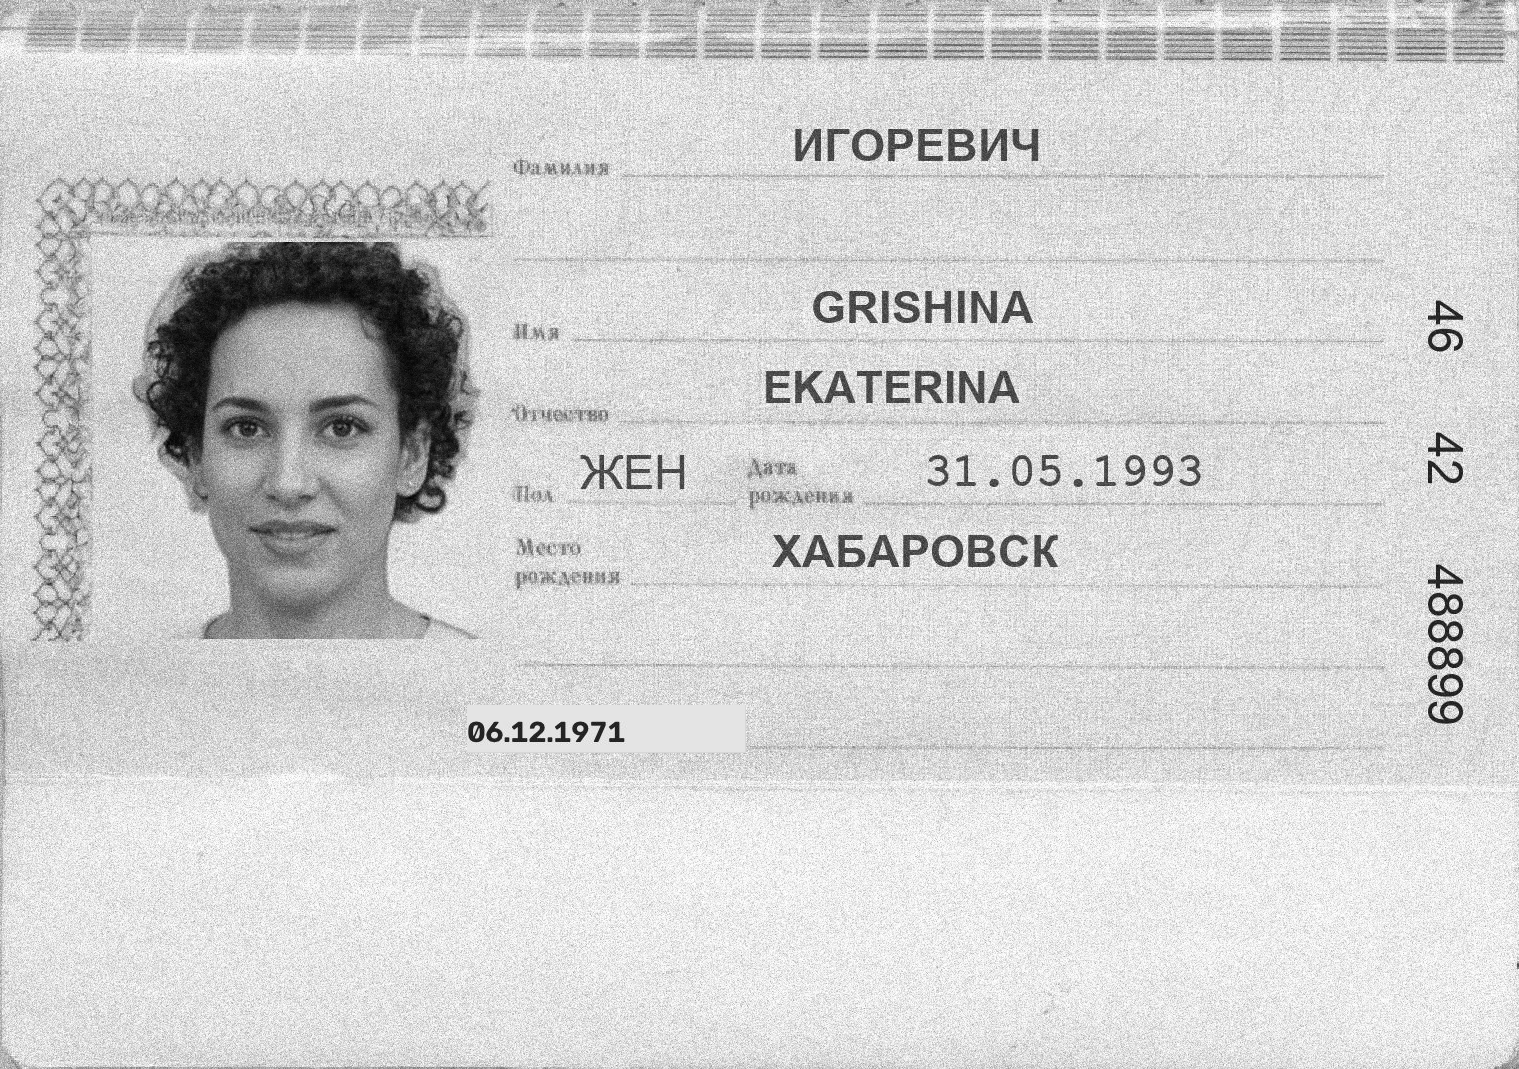 Фамилия ИГОРЕВИЧ
Имя GRISHINA
Отчество EKATERINA
Пол ЖЕН Дата рождения 31.05.1993
Место рождения ХАБАРОВСК
06.12.1971
46 42 488899